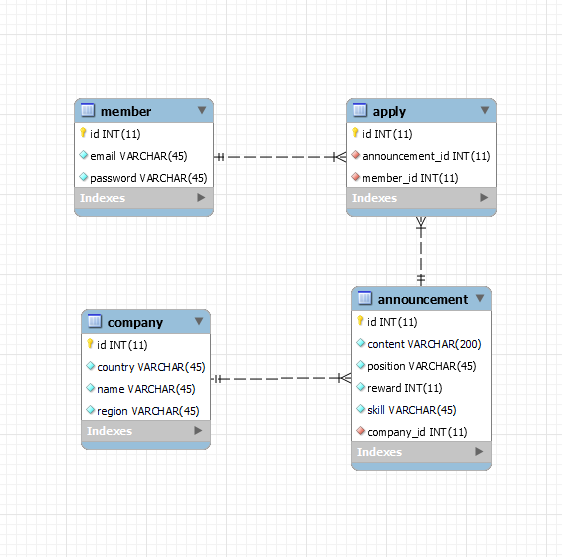 member
id INT(11)
email VARCHAR(45)
password VARCHAR(45)
Indexes
apply
id INT(11)
announcement_id INT(11)
member_id INT(11)
Indexes
company
id INT(11)
country VARCHAR(45)
name VARCHAR(45)
region VARCHAR(45)
Indexes
announcement
id INT(11)
content VARCHAR(200)
position VARCHAR(45)
reward INT(11)
skill VARCHAR(45)
company_id INT(11)
Indexes